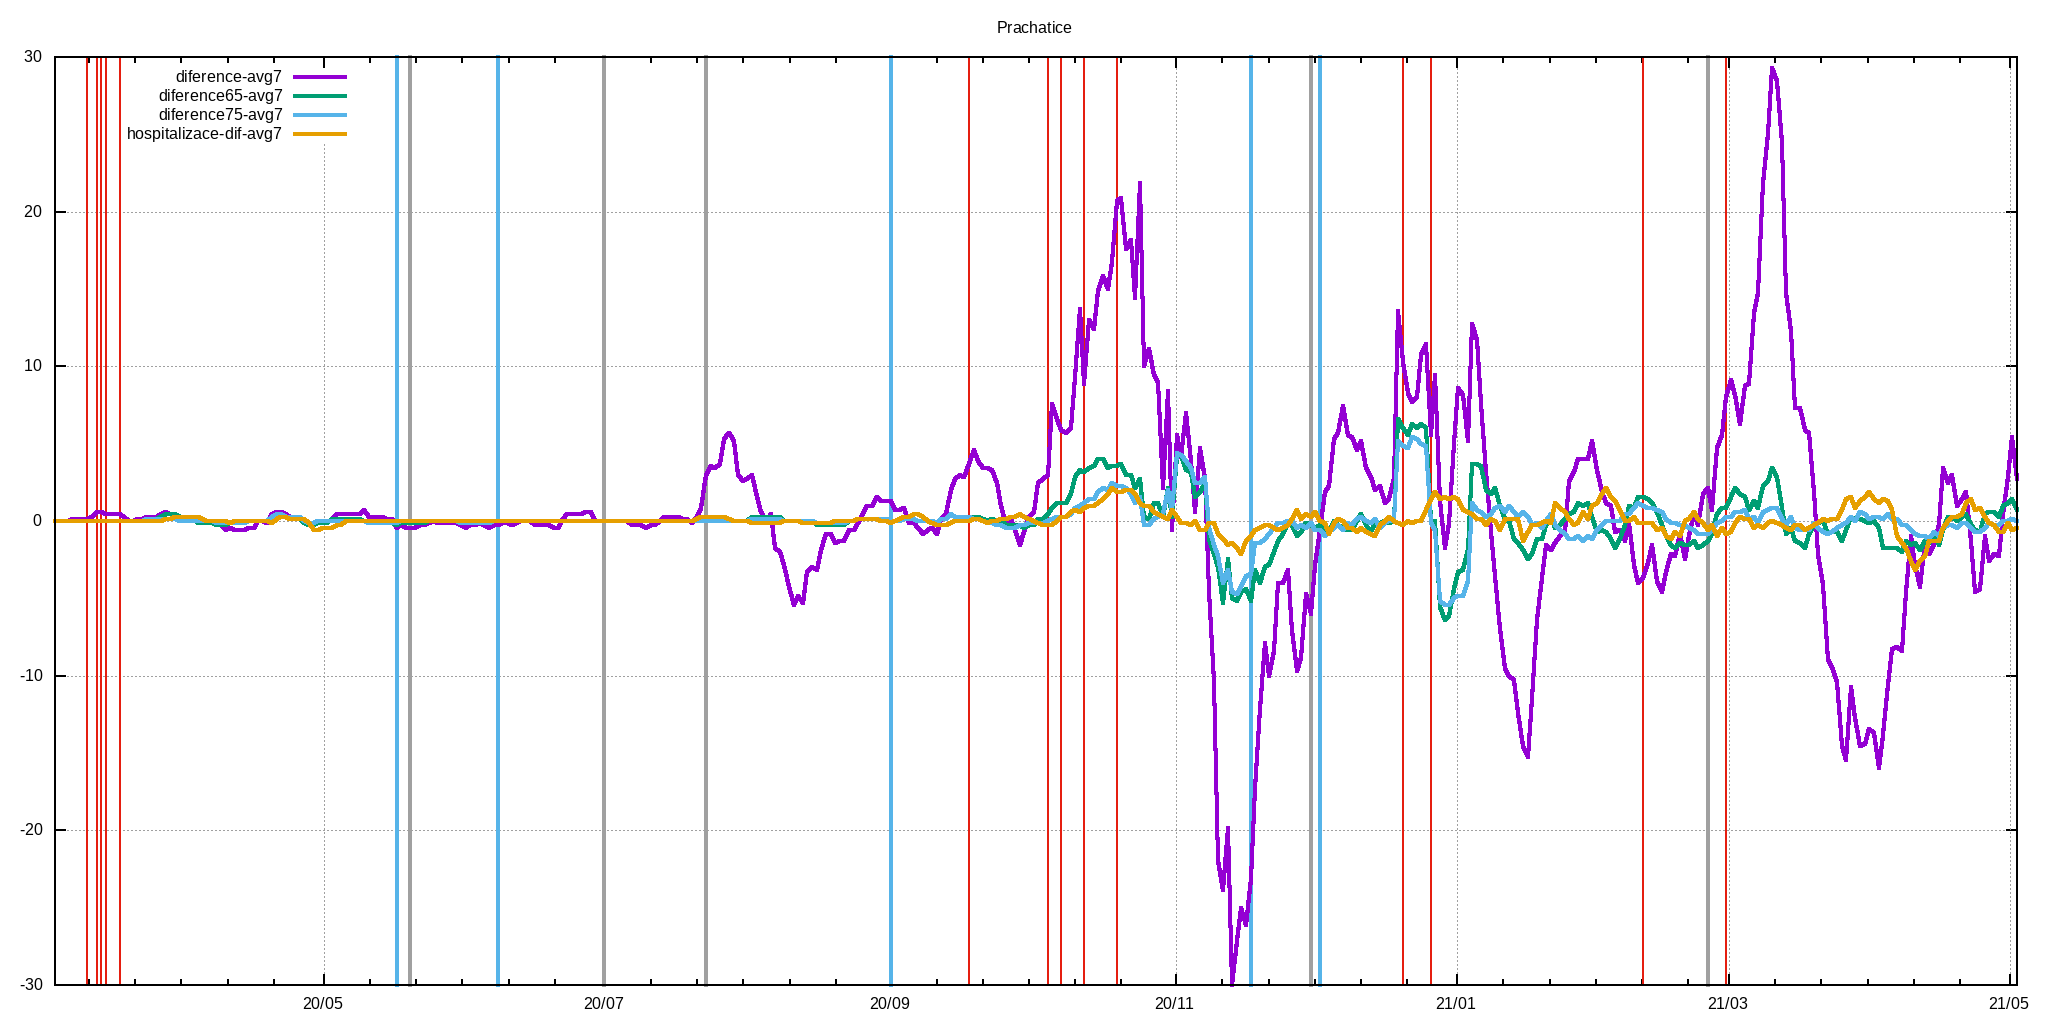 Prachatice
30
diference-avg7
diference65-avg7
diference75-avg7
hospitalizace-dif-avg7
20
10
0
-10
-20
-30
20/05 20/07 20/09 20/11 21/01 21/03 21/05